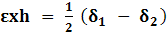 εxh = 1/2 (δ₁ − δ₂)